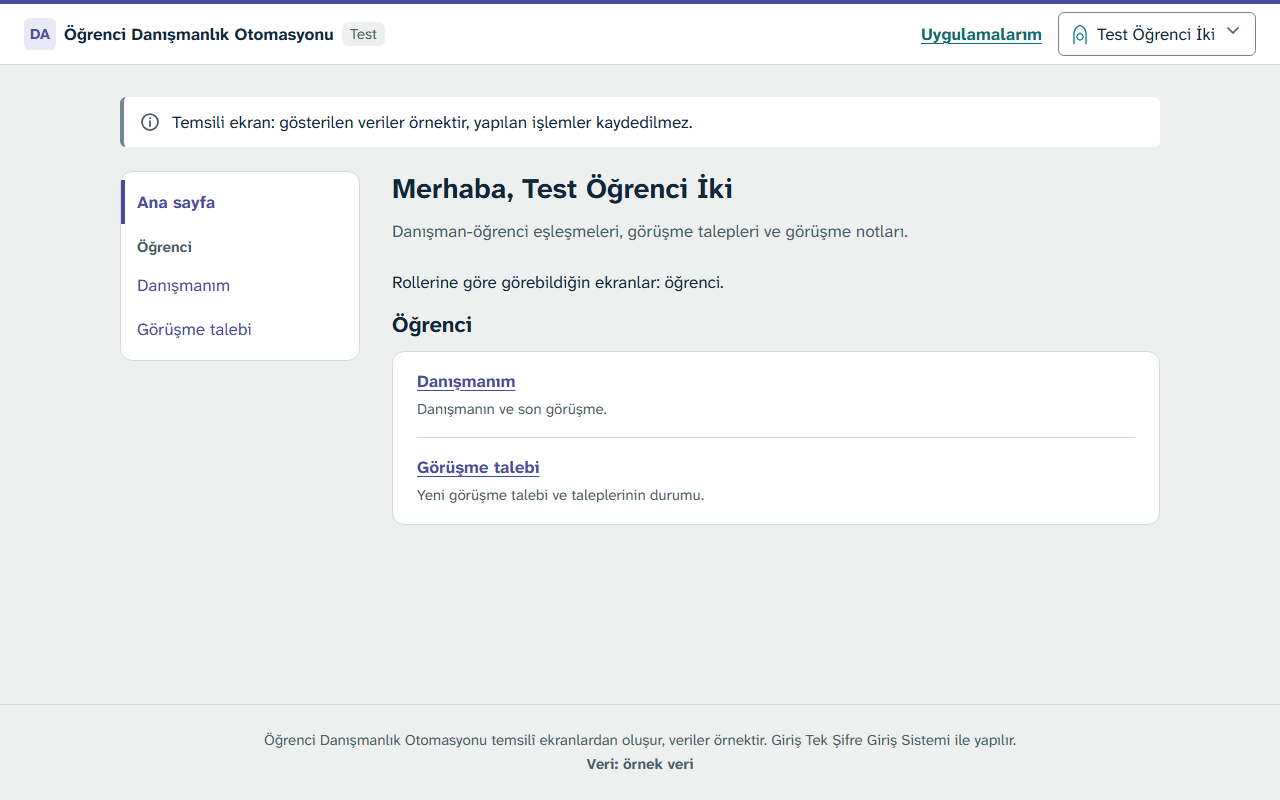 DA Öğrenci Danışmanlık Otomasyonu Test Uygulamalarım Test Öğrenci İki
Temsili ekran: gösterilen veriler örnektir, yapılan işlemler kaydedilmez.
Ana sayfa
Öğrenci
Danışmanım
Görüşme talebi
Merhaba, Test Öğrenci İki
Danışman-öğrenci eşleşmeleri, görüşme talepleri ve görüşme notları.
Rollerine göre görebildiğin ekranlar: öğrenci.
Öğrenci
Danışmanım
Danışmanın ve son görüşme.
Görüşme talebi
Yeni görüşme talebi ve taleplerinin durumu.
Öğrenci Danışmanlık Otomasyonu temsilî ekranlardan oluşur, veriler örnektir. Giriş Tek Şifre Giriş Sistemi ile yapılır.
Veri: örnek veri